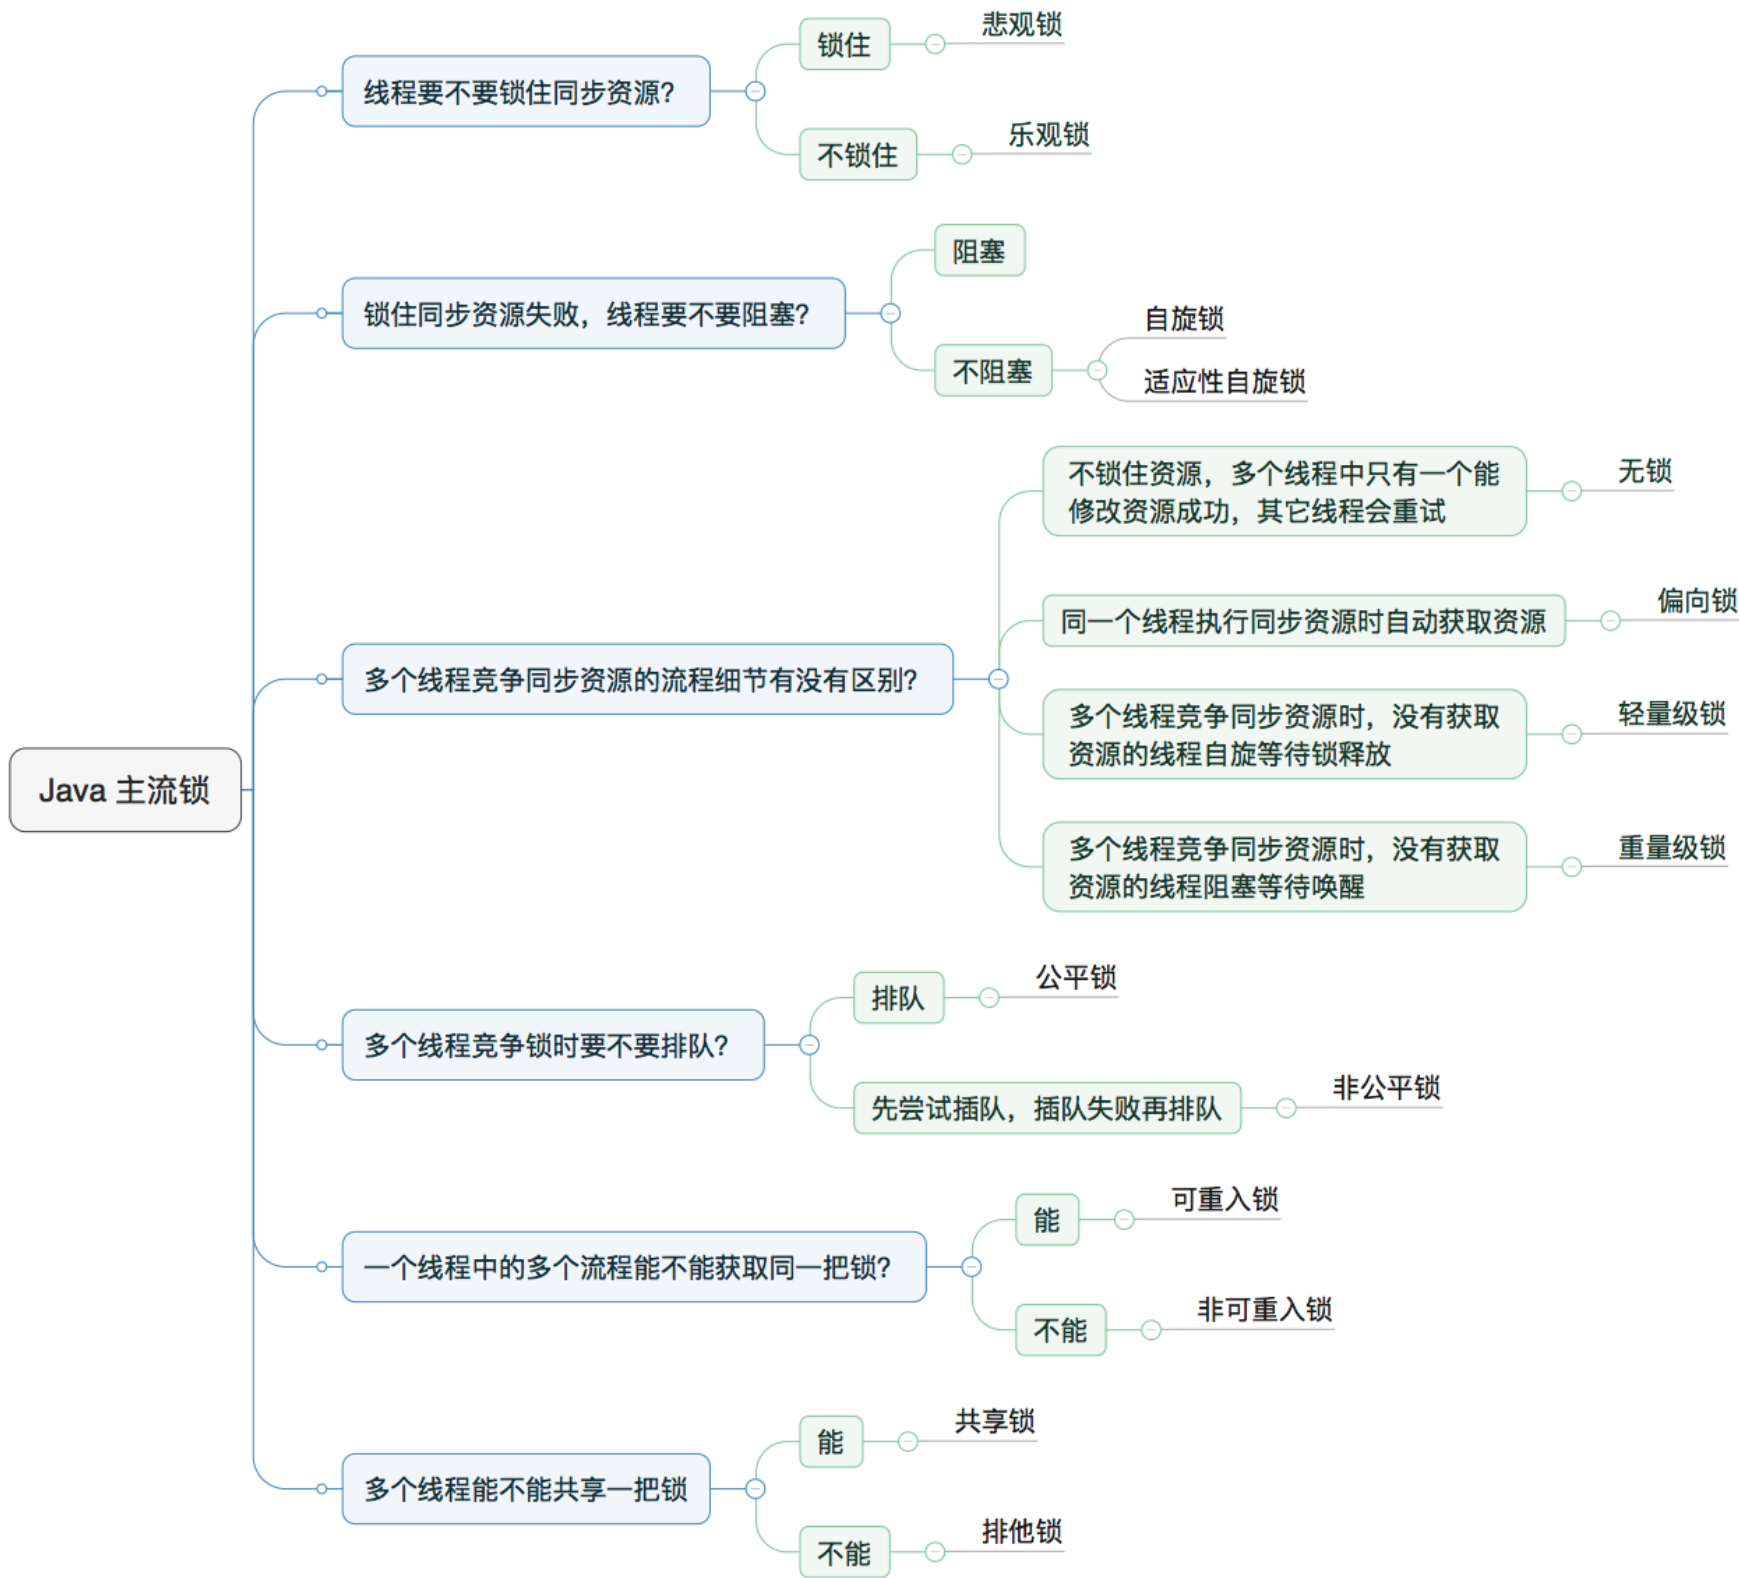 Java 主流锁
线程要不要锁住同步资源？
锁住
悲观锁
不锁住
乐观锁
锁住同步资源失败，线程要不要阻塞？
阻塞
不阻塞
自旋锁
适应性自旋锁
多个线程竞争同步资源的流程细节有没有区别？
不锁住资源，多个线程中只有一个能
修改资源成功，其它线程会重试
无锁
同一个线程执行同步资源时自动获取资源
偏向锁
多个线程竞争同步资源时，没有获取
资源的线程自旋等待锁释放
轻量级锁
多个线程竞争同步资源时，没有获取
资源的线程阻塞等待唤醒
重量级锁
多个线程竞争锁时要不要排队？
排队
公平锁
先尝试插队，插队失败再排队
非公平锁
一个线程中的多个流程能不能获取同一把锁？
能
可重入锁
不能
非可重入锁
多个线程能不能共享一把锁
能
共享锁
不能
排他锁